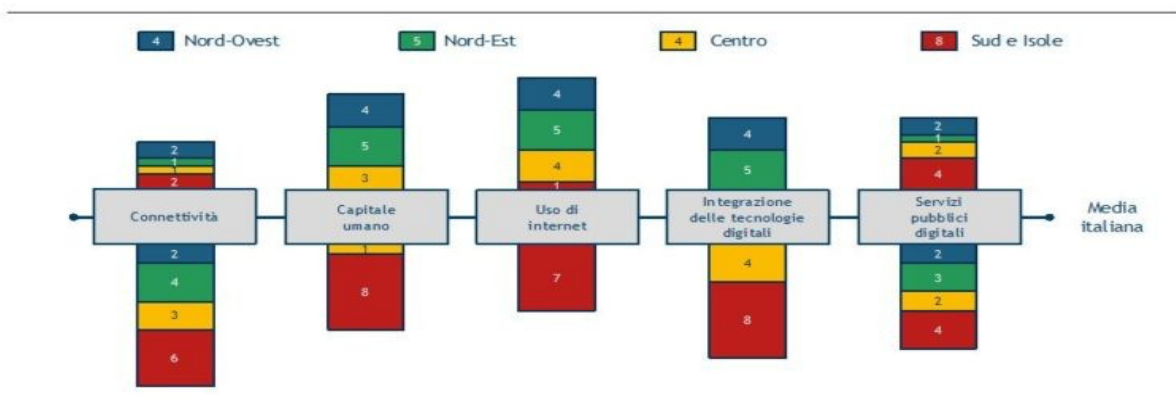 4 Nord-Ovest 5 Nord-Est 4 Centro 8 Sud e Isole
4
5
3
4
5
4
1
2
1
1
2
4
5
2
1
2
4
Connettività
Capitale
umano
Uso di
internet
Integrazione
delle tecnologie
digitali
Servizi
pubblici
digitali
Media
italiana
2
4
3
6
1
8
7
4
8
2
3
2
4